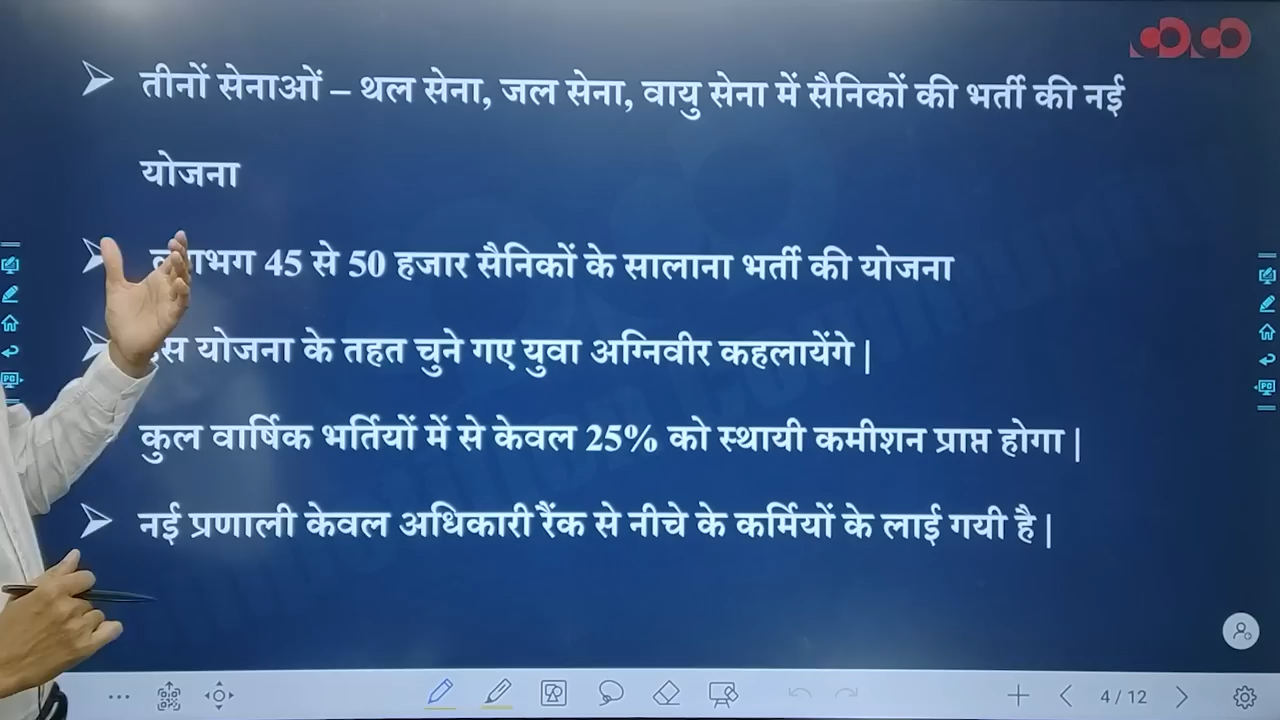 तीनों सेनाओं – थल सेना, जल सेना, वायु सेना में सैनिकों की भर्ती की नई
योजना
45 से 50 हजार सैनिकों के सालाना भर्ती की योजना
योजना के तहत चुने गए युवा अग्निवीर कहलायेंगे |
कुल वार्षिक भर्तियों में से केवल 25% को स्थायी कमीशन प्राप्त होगा |
नई प्रणाली केवल अधिकारी रैंक से नीचे के कर्मियों के लाई गयी है |
4 / 12